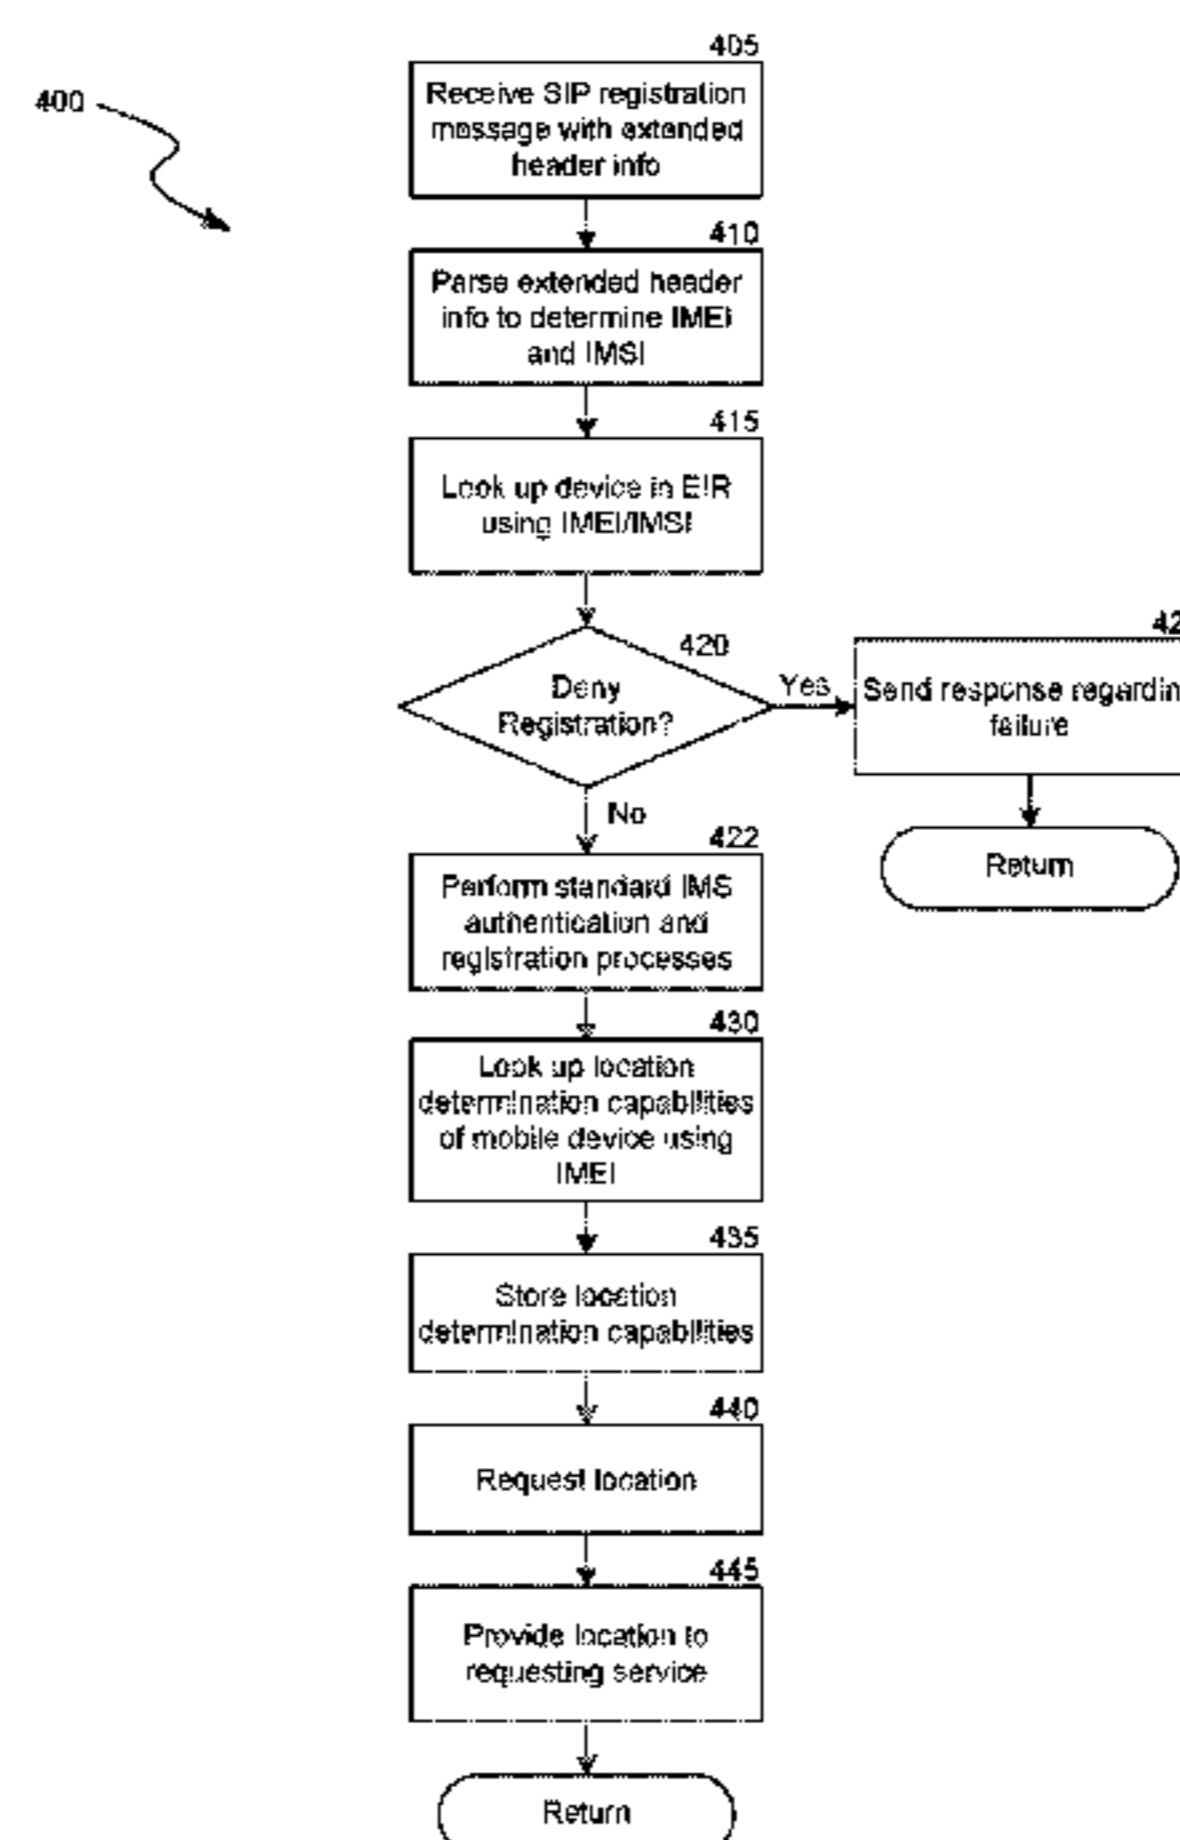 400
405
Receive SIP registration
message with extended
header info
410
Parse extended header
info to determine IMEI
and IMSI
415
Look up device in EIR
using IMEI/IMSI
420
Deny
Registration?
Yes
42
Send response regardin
failure
Return
No
422
Perform standard IMS
authentication and
registration processes
430
Look up location
determination capabilities
of mobile device using
IMEI
435
Store location
determination capabilities
440
Request location
445
Provide location to
requesting service
Return